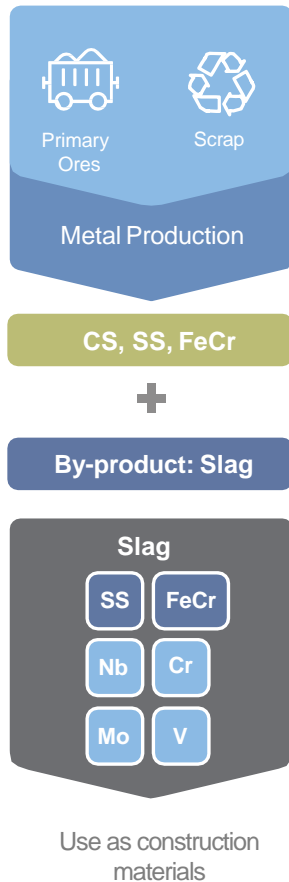 Primary
Ores
Scrap
Metal Production
CS, SS, FeCr
+
By-product: Slag
Slag
SS FeCr
Nb Cr
Mo V
Use as construction
materials